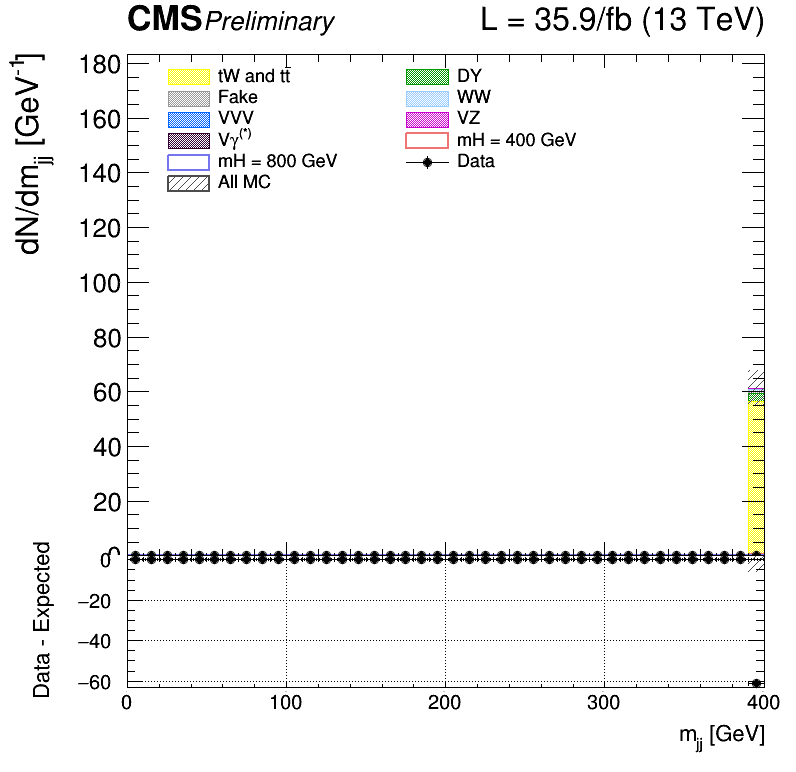 CMS Preliminary L = 35.9/fb (13 TeV)
dN/dm_jj [GeV^-1]
180
160
140
120
100
80
60
40
20
0
tW and tt̄
DY
Fake
WW
VVV
VZ
Vγ(*)
mH = 400 GeV
mH = 800 GeV
Data
All MC
Data - Expected
0
−20
−40
−60
0 100 200 300 400
m_jj [GeV]